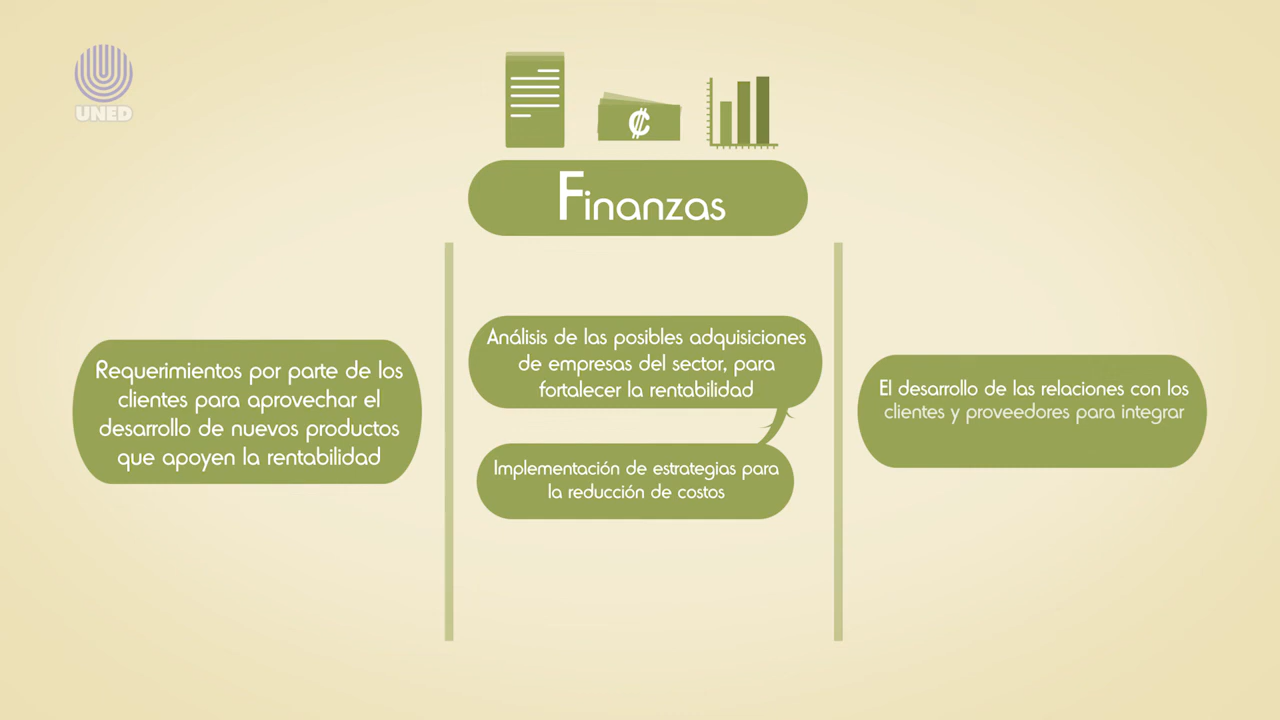 UNED
₡
Finanzas
Requerimientos por parte de los
clientes para aprovechar el
desarrollo de nuevos productos
que apoyen la rentabilidad
Análisis de las posibles adquisiciones
de empresas del sector, para
fortalecer la rentabilidad
Implementación de estrategias para
la reducción de costos
El desarrollo de las relaciones con los
clientes y proveedores para integrar